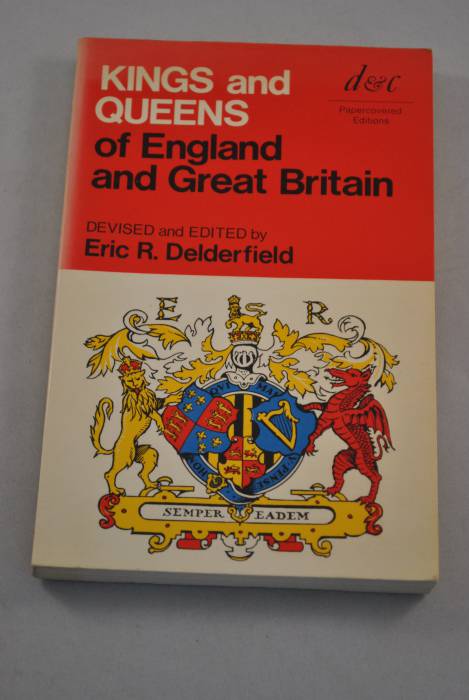 KINGS and
QUEENS
of England
and Great Britain
d&c
Papercovered
Editions
DEVISED and EDITED by
Eric R. Delderfield
E R
SEMPER EADEM